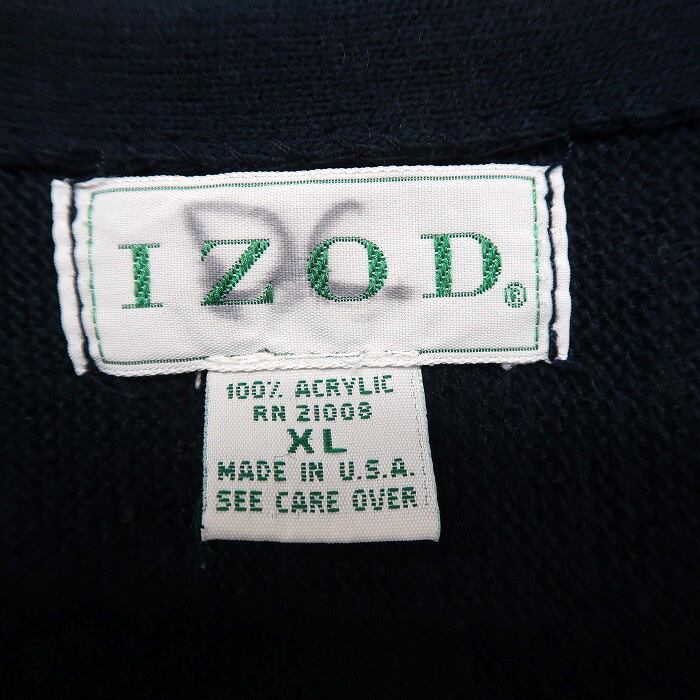 IZOD®
D.C.
100% ACRYLIC
RN 21008
XL
MADE IN U.S.A.
SEE CARE OVER